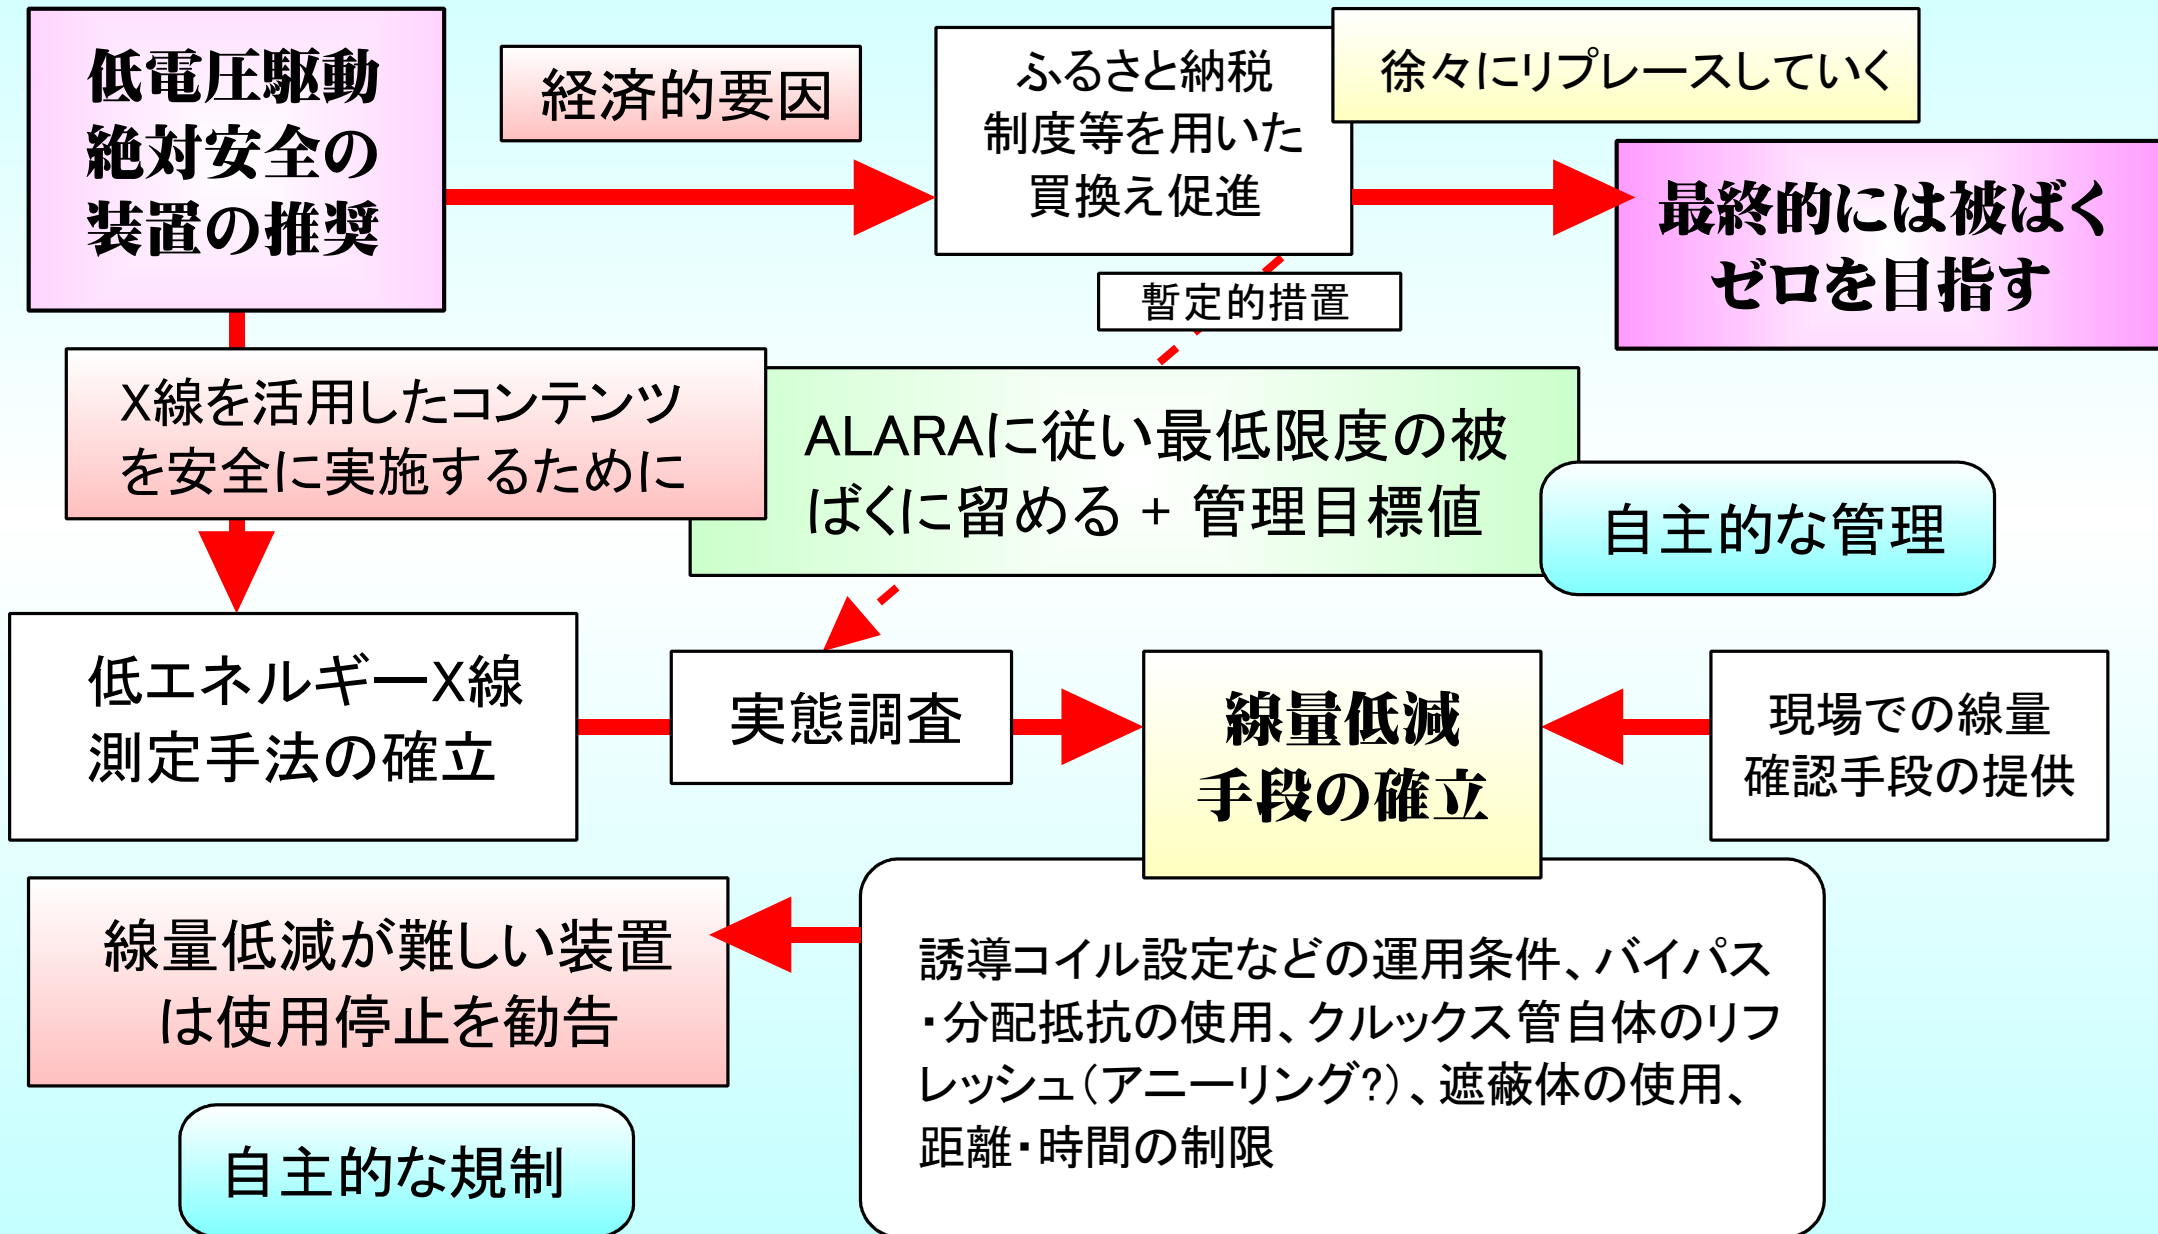 低電圧駆動
絶対安全の
装置の推奨
経済的要因
ふるさと納税
制度等を用いた
買換え促進
徐々にリプレースしていく
最終的には被ばく
ゼロを目指す
暫定的措置
X線を活用したコンテンツ
を安全に実施するために
ALARAに従い最低限度の被
ばくに留める + 管理目標値
自主的な管理
低エネルギーX線
測定手法の確立
実態調査
線量低減
手段の確立
現場での線量
確認手段の提供
線量低減が難しい装置
は使用停止を勧告
自主的な規制
誘導コイル設定などの運用条件、バイパス
・分配抵抗の使用、クルックス管自体のリフ
レッシュ（アニーリング?）、遮蔽体の使用、
距離・時間の制限